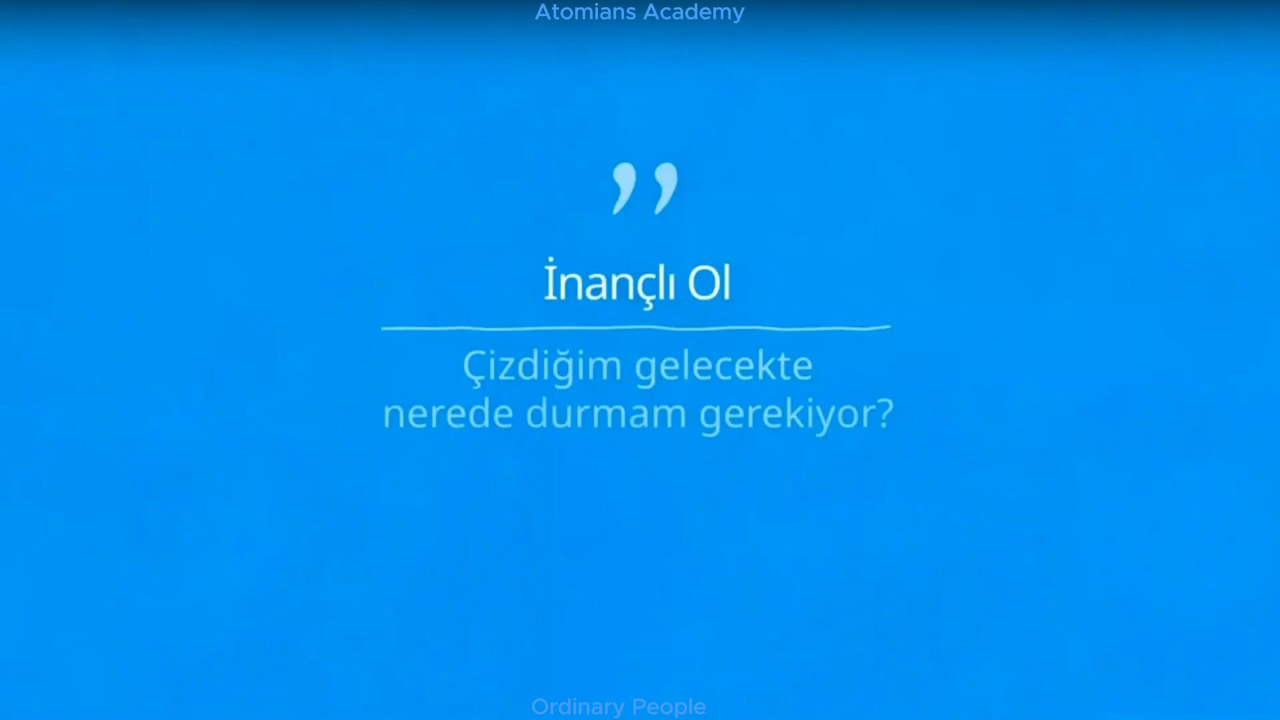 Atomians Academy
”
İnançlı Ol
Çizdiğim gelecekte
nerede durmam gerekiyor?
Ordinary People